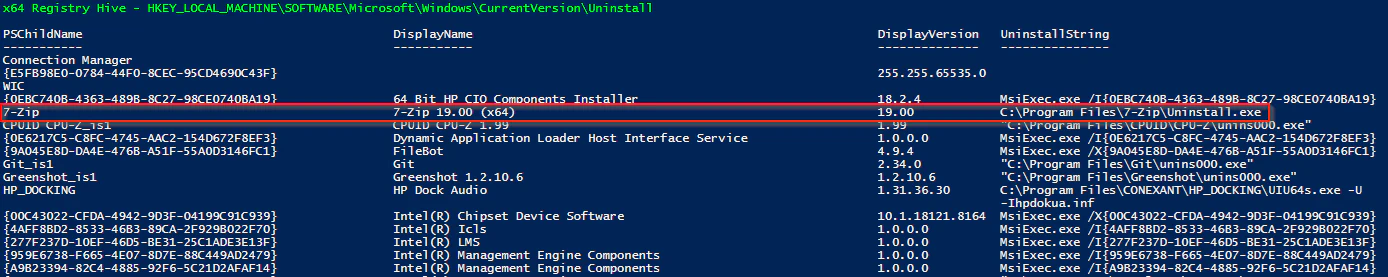 x64 Registry Hive - HKEY_LOCAL_MACHINE\SOFTWARE\Microsoft\Windows\CurrentVersion\Uninstall
PSChildName DisplayName DisplayVersion UninstallString
----------- ----------- -------------- ---------------
Connection Manager
{E5FB98E0-0784-44F0-8CEC-95CD4690C43F} 255.255.65535.0
WIC
{0EBC740B-4363-489B-8C27-98CE0740BA19} 64 Bit HP CIO Components Installer 18.2.4 MsiExec.exe /I{0EBC740B-4363-489B-8C27-98CE0740BA19}
7-Zip 7-Zip 19.00 (x64) 19.00 C:\Program Files\7-Zip\Uninstall.exe
CPUID CPU-Z_is1 CPUID CPU-Z 1.99 1.99 "C:\Program Files\CPUID\CPU-Z\unins000.exe"
{0E6217C5-C8FC-4745-AAC2-154D672F8EF3} Dynamic Application Loader Host Interface Service 1.0.0.0 MsiExec.exe /I{0E6217C5-C8FC-4745-AAC2-154D672F8EF3}
{9A045E8D-DA4E-476B-A51F-55A0D3146FC1} FileBot 4.9.4 MsiExec.exe /X{9A045E8D-DA4E-476B-A51F-55A0D3146FC1}
Git_is1 Git 2.34.0 "C:\Program Files\Git\unins000.exe"
Greenshot_is1 Greenshot 1.2.10.6 1.2.10.6 "C:\Program Files\Greenshot\unins000.exe"
HP_DOCKING HP Dock Audio 1.31.36.30 C:\Program Files\CONEXANT\HP_DOCKING\UIU64s.exe -U
-Ihpdokua.inf
{00C43022-CFDA-4942-9D3F-04199C91C939} Intel(R) Chipset Device Software 10.1.18121.8164 MsiExec.exe /X{00C43022-CFDA-4942-9D3F-04199C91C939}
{4AFF8BD2-8533-46B3-89CA-2F929B022F70} Intel(R) Icls 1.0.0.0 MsiExec.exe /I{4AFF8BD2-8533-46B3-89CA-2F929B022F70}
{277F237D-10EF-46D5-BE31-25C1ADE3E13F} Intel(R) LMS 1.0.0.0 MsiExec.exe /I{277F237D-10EF-46D5-BE31-25C1ADE3E13F}
{959E6738-F665-4E07-8D7E-88C449AD2479} Intel(R) Management Engine Components 1.0.0.0 MsiExec.exe /I{959E6738-F665-4E07-8D7E-88C449AD2479}
{A9B23394-82C4-4885-92F6-5C21D2AFAF14} Intel(R) Management Engine Components 1.0.0.0 MsiExec.exe /I{A9B23394-82C4-4885-92F6-5C21D2AFAF14}